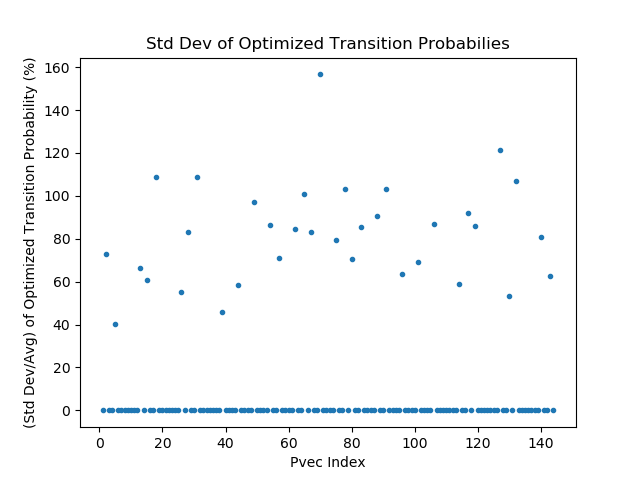 Std Dev of Optimized Transition Probabilies
(Std Dev/Avg) of Optimized Transition Probability (%)
160
140
120
100
80
60
40
20
0
0 20 40 60 80 100 120 140
Pvec Index